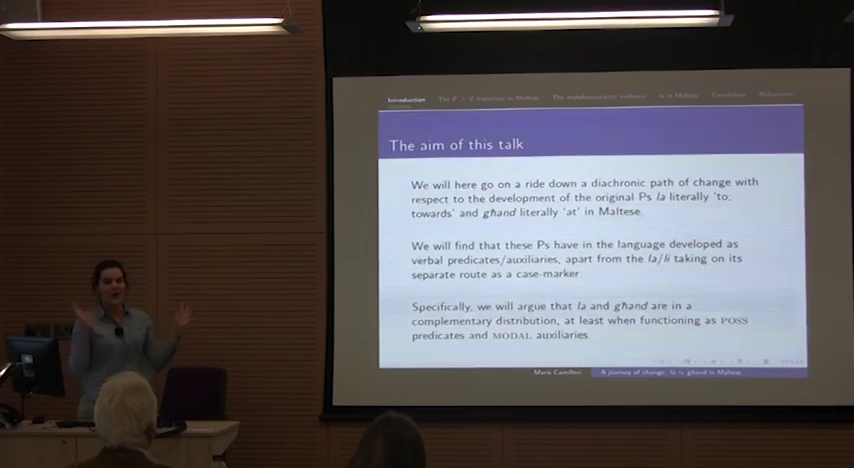 Introduction The P > V transition in Maltese The morphosyntactic evidence la in Maltese Conclusion References
The aim of this talk
We will here go on a ride down a diachronic path of change with
respect to the development of the original Ps la literally 'to;
towards' and għand literally 'at' in Maltese.
We will find that these Ps have in the language developed as
verbal predicates/auxiliaries, apart from the la/li taking on its
separate route as a case-marker.
Specifically, we will argue that la and għand are in a
complementary distribution, at least when functioning as POSS
predicates and MODAL auxiliaries.
Maris Camilleri A journey of change: la ~ għand in Maltese